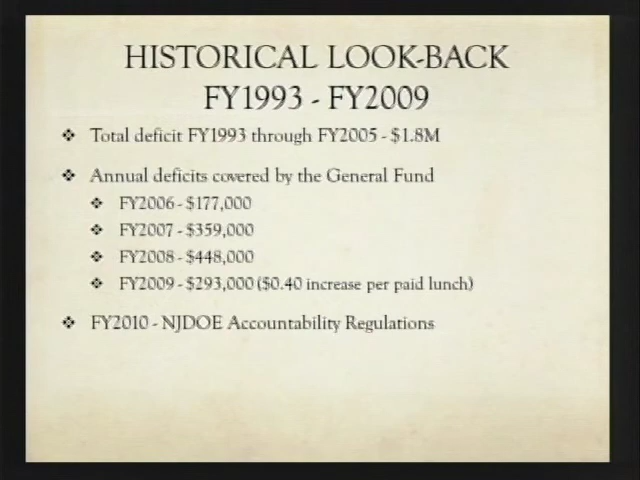 HISTORICAL LOOK-BACK
FY1993 - FY2009
❖ Total deficit FY1993 through FY2005 - $1.8M
❖ Annual deficits covered by the General Fund
❖ FY2006 - $177,000
❖ FY2007 - $359,000
❖ FY2008 - $448,000
❖ FY2009 - $293,000 ($0.40 increase per paid lunch)
❖ FY2010 - NJDOE Accountability Regulations